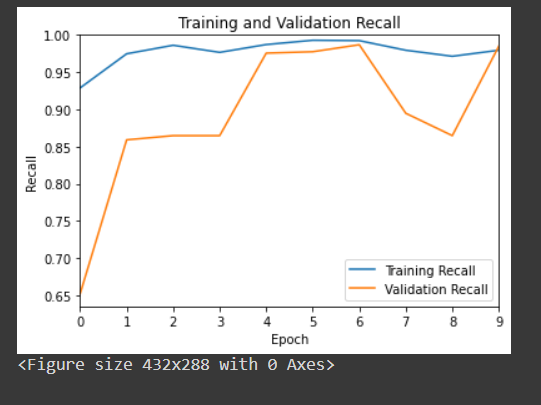 Training and Validation Recall
1.00
0.95
0.90
0.85
0.80
0.75
0.70
0.65
Recall
Training Recall
Validation Recall
0 1 2 3 4 5 6 7 8 9
Epoch
<Figure size 432x288 with 0 Axes>